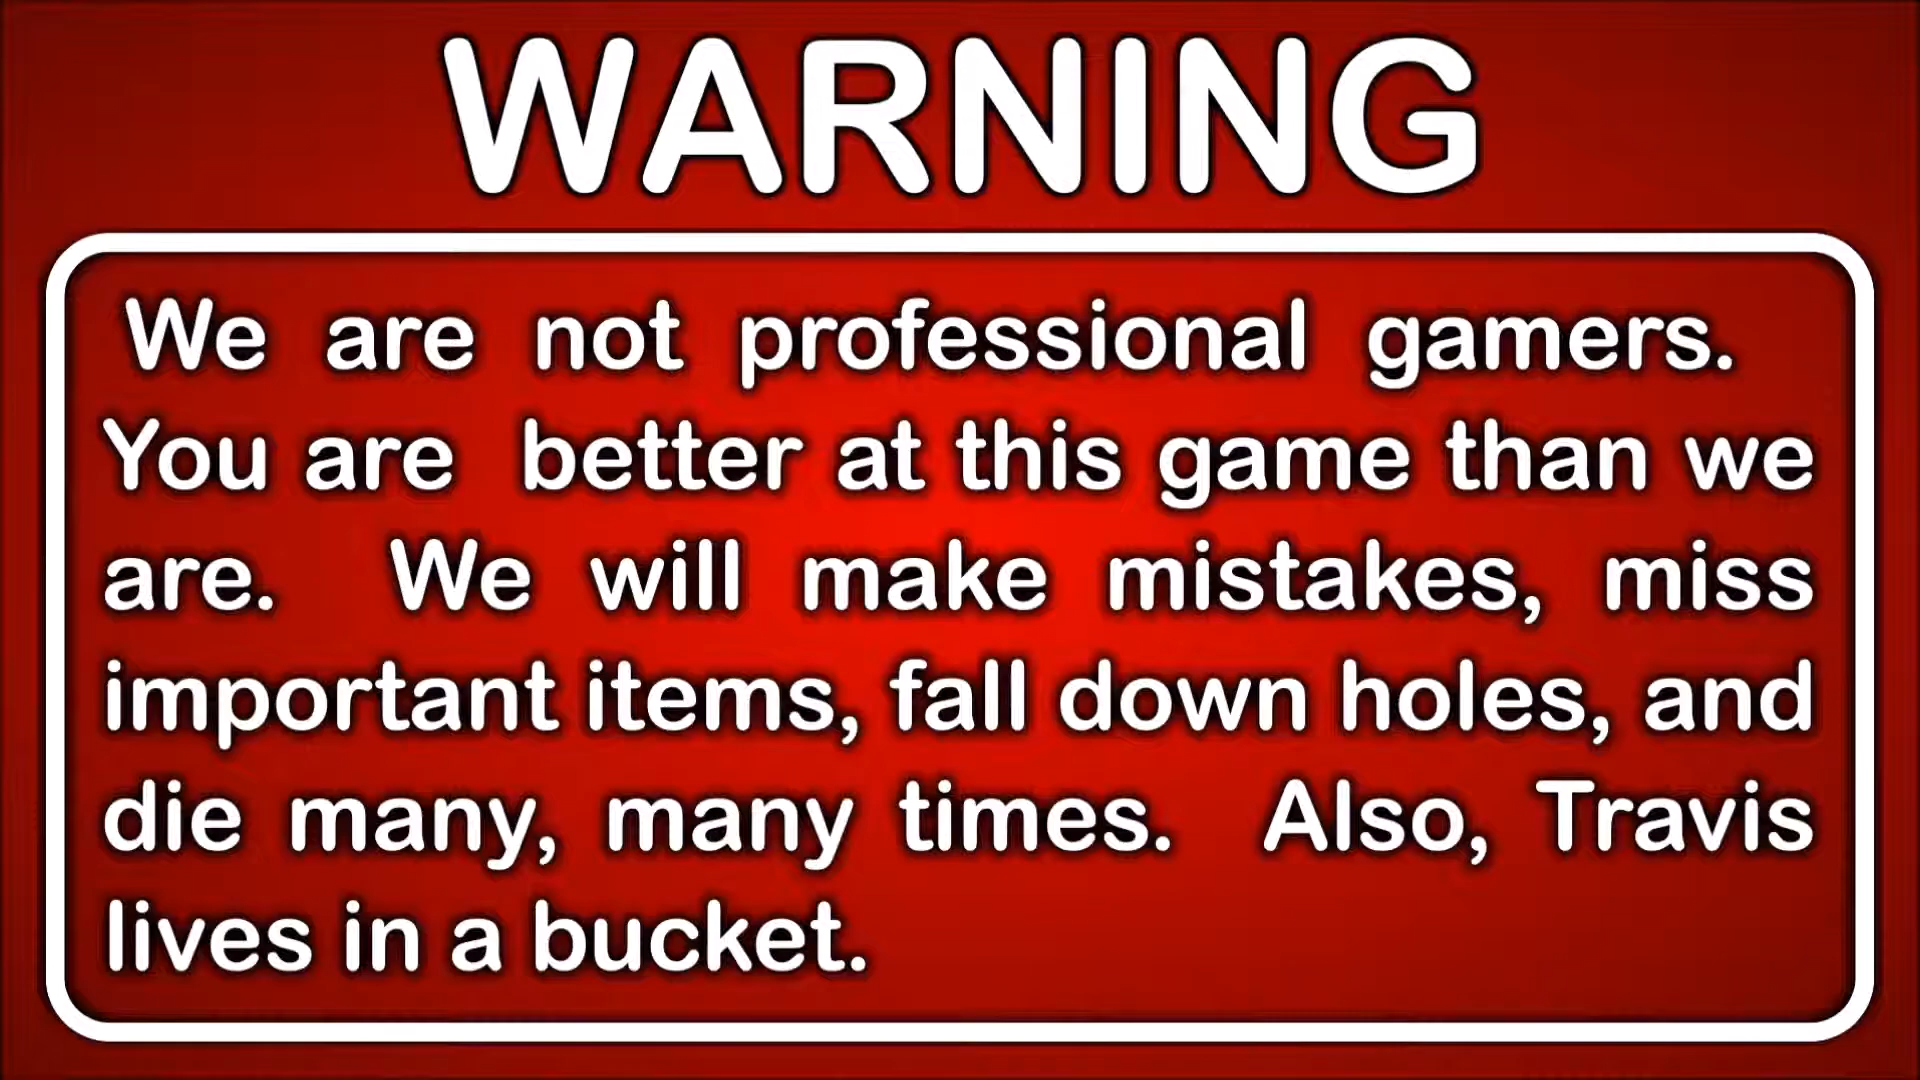 WARNING
We are not professional gamers.
You are better at this game than we
are. We will make mistakes, miss
important items, fall down holes, and
die many, many times. Also, Travis
lives in a bucket.